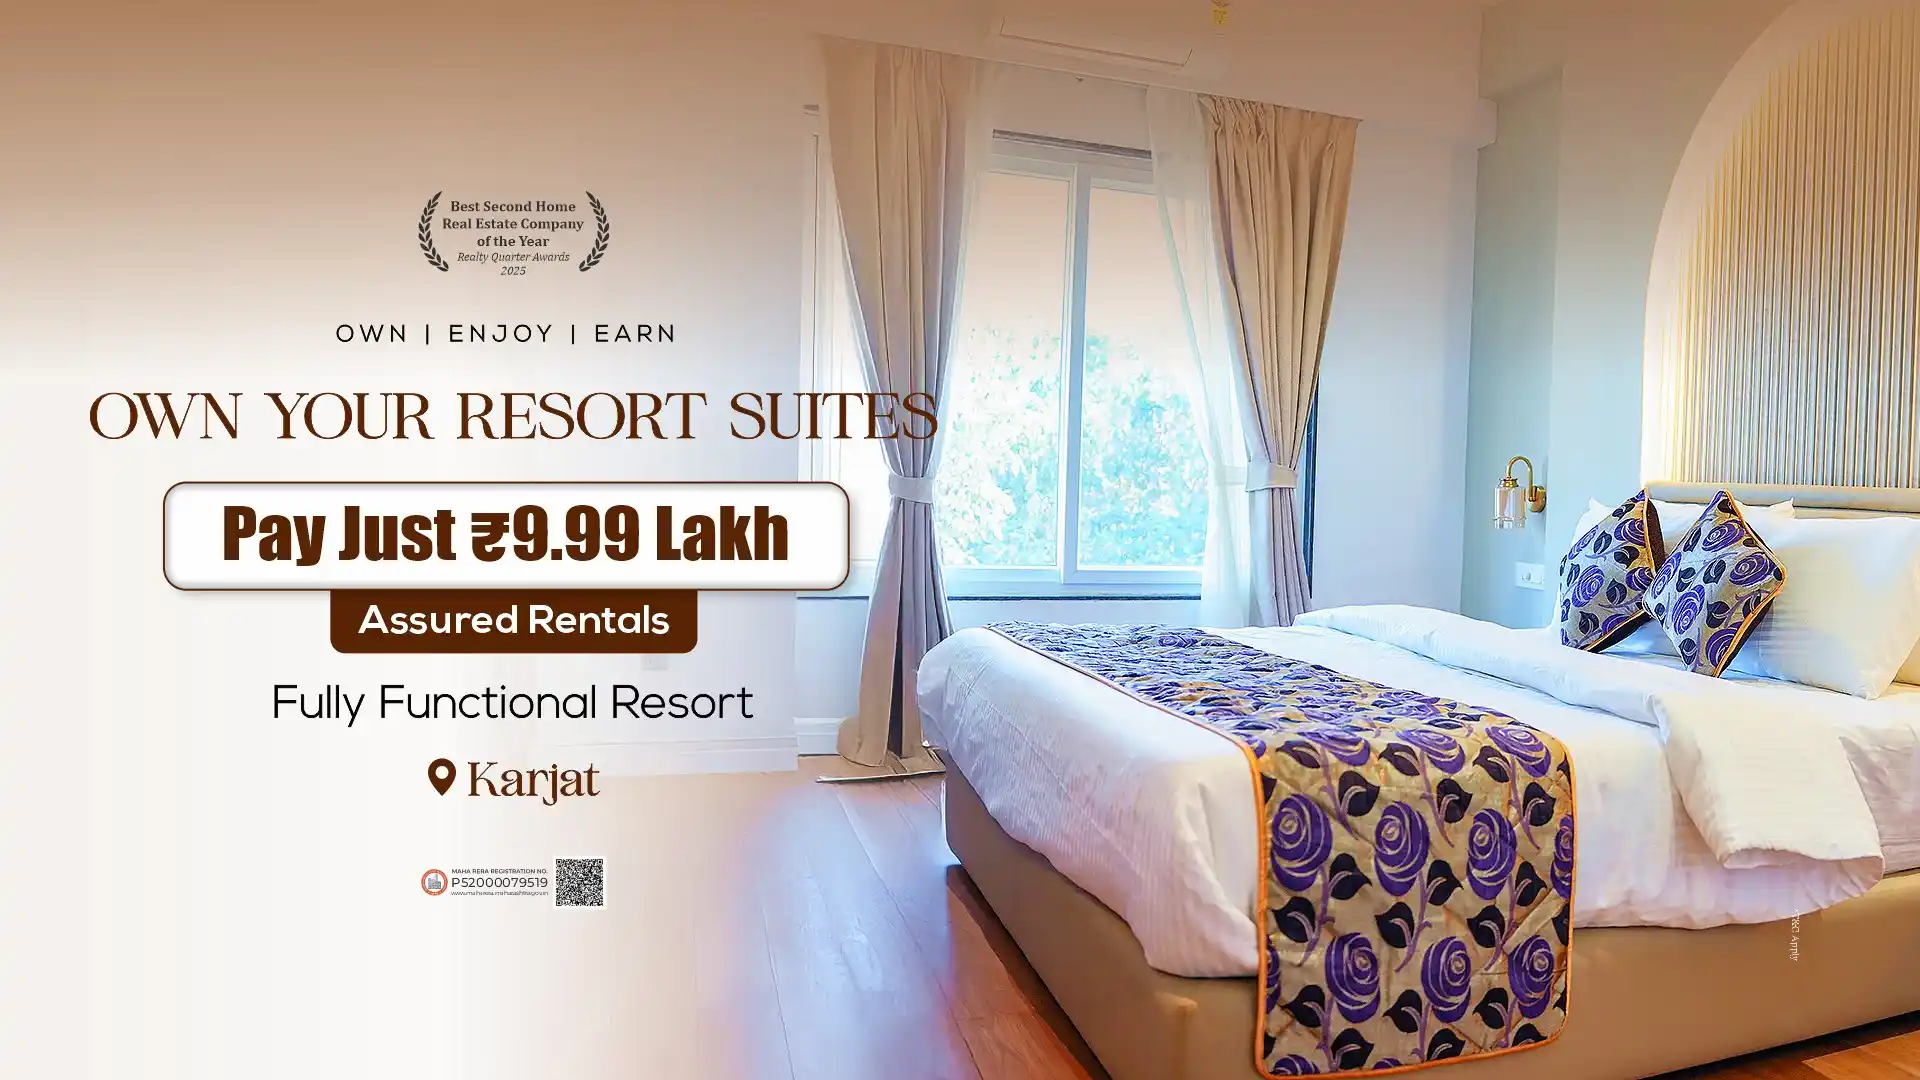 Best Second Home
Real Estate Company
of the Year
Realty Quarter Awards
2025
OWN | ENJOY | EARN
OWN YOUR RESORT SUITES
Pay Just ₹9.99 Lakh
Assured Rentals
Fully Functional Resort
Karjat
MAHA RERA REGISTRATION NO.
P52000079519
*T&C Apply